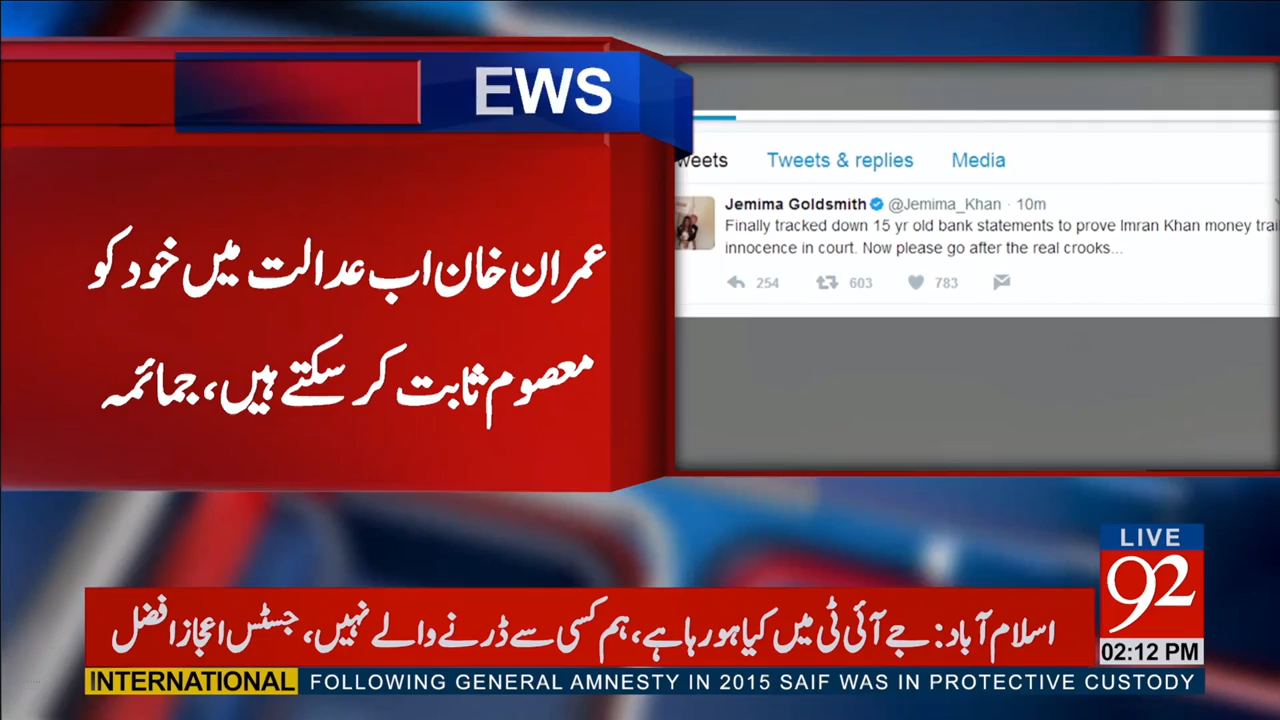 EWS
عمران خان اب عدالت میں خود کو
معصوم ثابت کر سکتے ہیں، جمائمہ
Tweets & replies Media
Jemima Goldsmith @Jemima_Khan · 10m
Finally tracked down 15 yr old bank statements to prove Imran Khan money
innocence in court. Now please go after the real crooks...
254 603 783
LIVE
92
02:12 PM
اسلام آباد: جے آئی ٹی میں کیا ہو رہا ہے، ہم کسی سے ڈرنے والے نہیں، جسٹس اعجاز افضل
INTERNATIONAL FOLLOWING GENERAL AMNESTY IN 2015 SAIF WAS IN PROTECTIVE CUSTODY